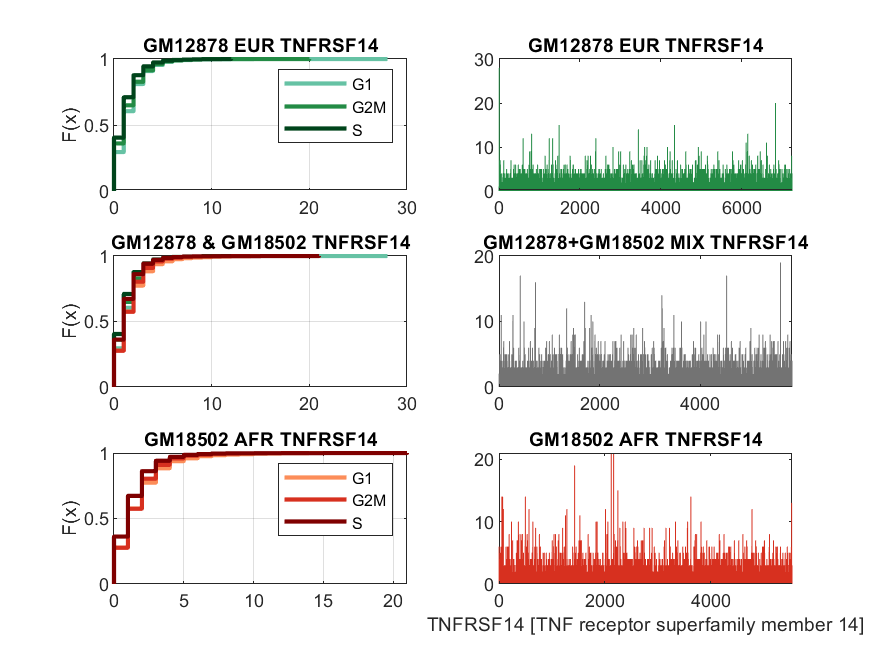 GM12878 EUR TNFRSF14
F(x)
1
0.5
0
0 10 20 30
G1
G2M
S
GM12878 EUR TNFRSF14
30
20
10
0
0 2000 4000 6000
GM12878 & GM18502 TNFRSF14
F(x)
1
0.5
0
0 10 20 30
GM12878+GM18502 MIX TNFRSF14
20
10
0
0 2000 4000
GM18502 AFR TNFRSF14
F(x)
1
0.5
0
0 5 10 15 20
G1
G2M
S
GM18502 AFR TNFRSF14
20
10
0
0 2000 4000
TNFRSF14 [TNF receptor superfamily member 14]